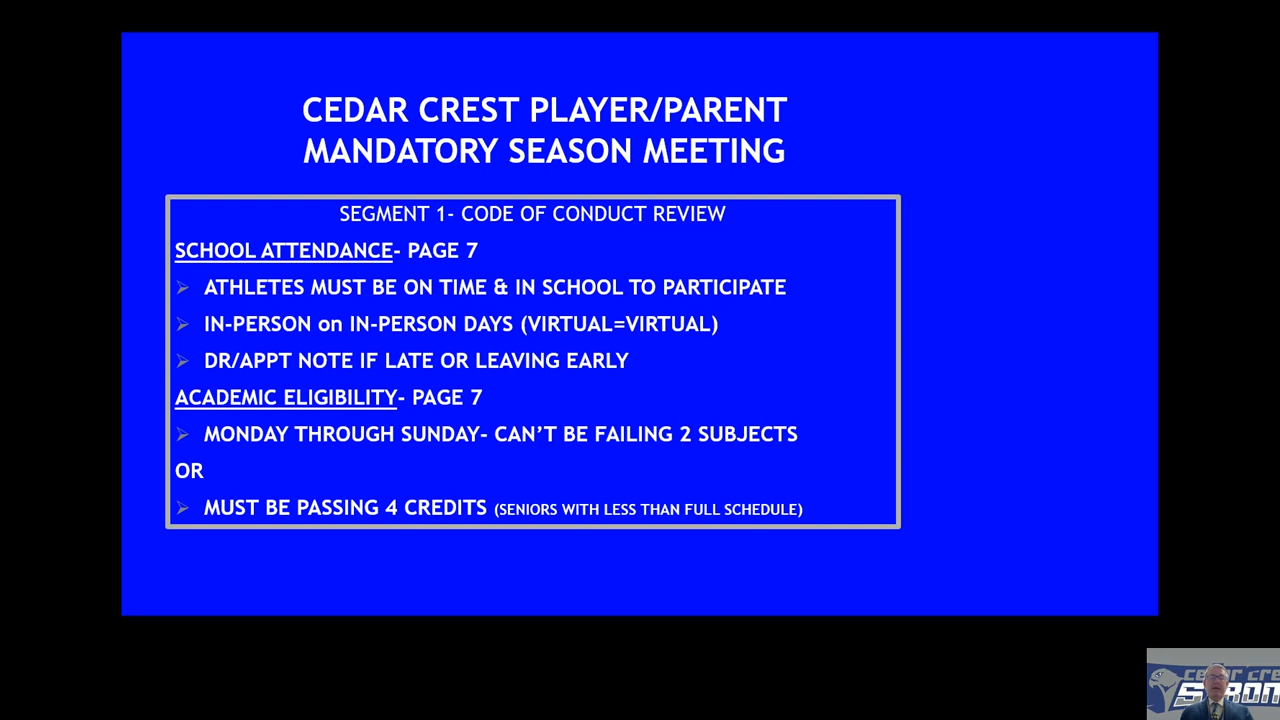 CEDAR CREST PLAYER/PARENT
MANDATORY SEASON MEETING
SEGMENT 1- CODE OF CONDUCT REVIEW
SCHOOL ATTENDANCE- PAGE 7
ATHLETES MUST BE ON TIME & IN SCHOOL TO PARTICIPATE
IN-PERSON on IN-PERSON DAYS (VIRTUAL=VIRTUAL)
DR/APPT NOTE IF LATE OR LEAVING EARLY
ACADEMIC ELIGIBILITY- PAGE 7
MONDAY THROUGH SUNDAY- CAN'T BE FAILING 2 SUBJECTS
OR
MUST BE PASSING 4 CREDITS (SENIORS WITH LESS THAN FULL SCHEDULE)
cedar cre